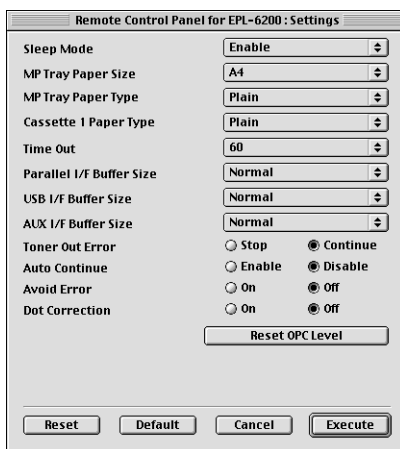 Remote Control Panel for EPL-6200 : Settings
Sleep Mode Enable
MP Tray Paper Size A4
MP Tray Paper Type Plain
Cassette 1 Paper Type Plain
Time Out 60
Parallel I/F Buffer Size Normal
USB I/F Buffer Size Normal
AUX I/F Buffer Size Normal
Toner Out Error Stop Continue
Auto Continue Enable Disable
Avoid Error On Off
Dot Correction On Off
Reset OPC Level
Reset Default Cancel Execute